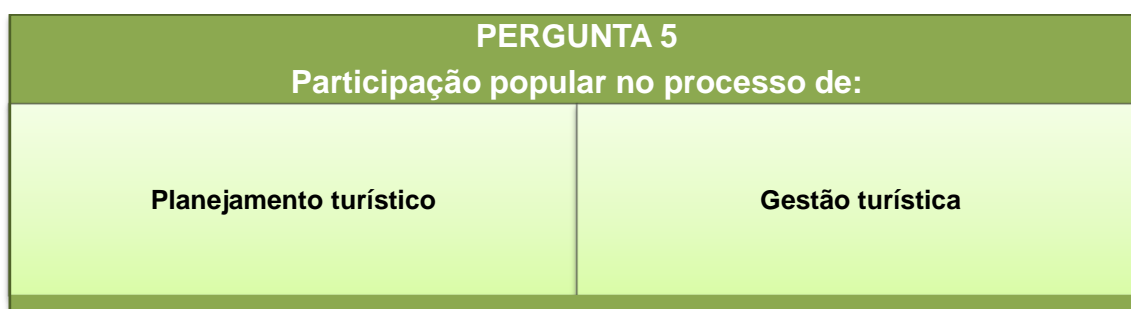 PERGUNTA 5
Participação popular no processo de:
Planejamento turístico
Gestão turística